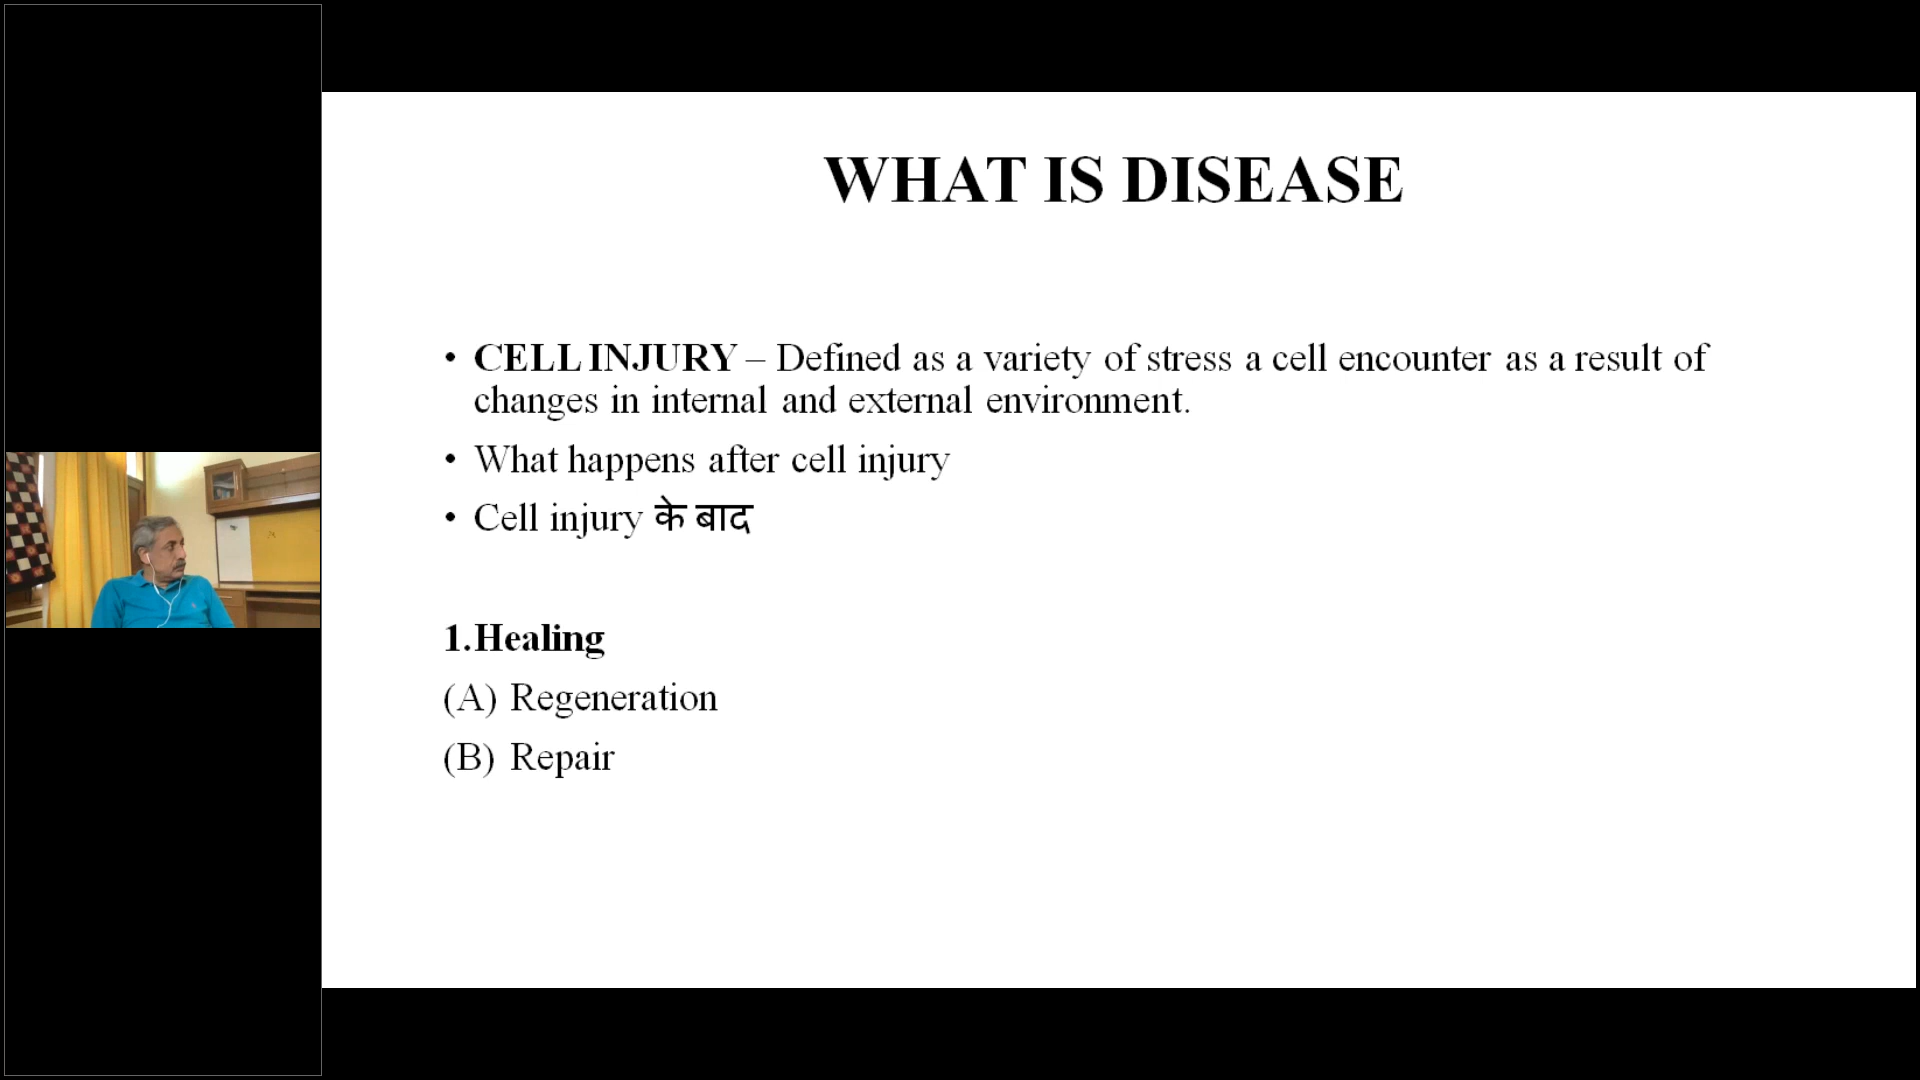 WHAT IS DISEASE
• CELL INJURY – Defined as a variety of stress a cell encounter as a result of
changes in internal and external environment.
• What happens after cell injury
• Cell injury के बाद
1.Healing
(A) Regeneration
(B) Repair